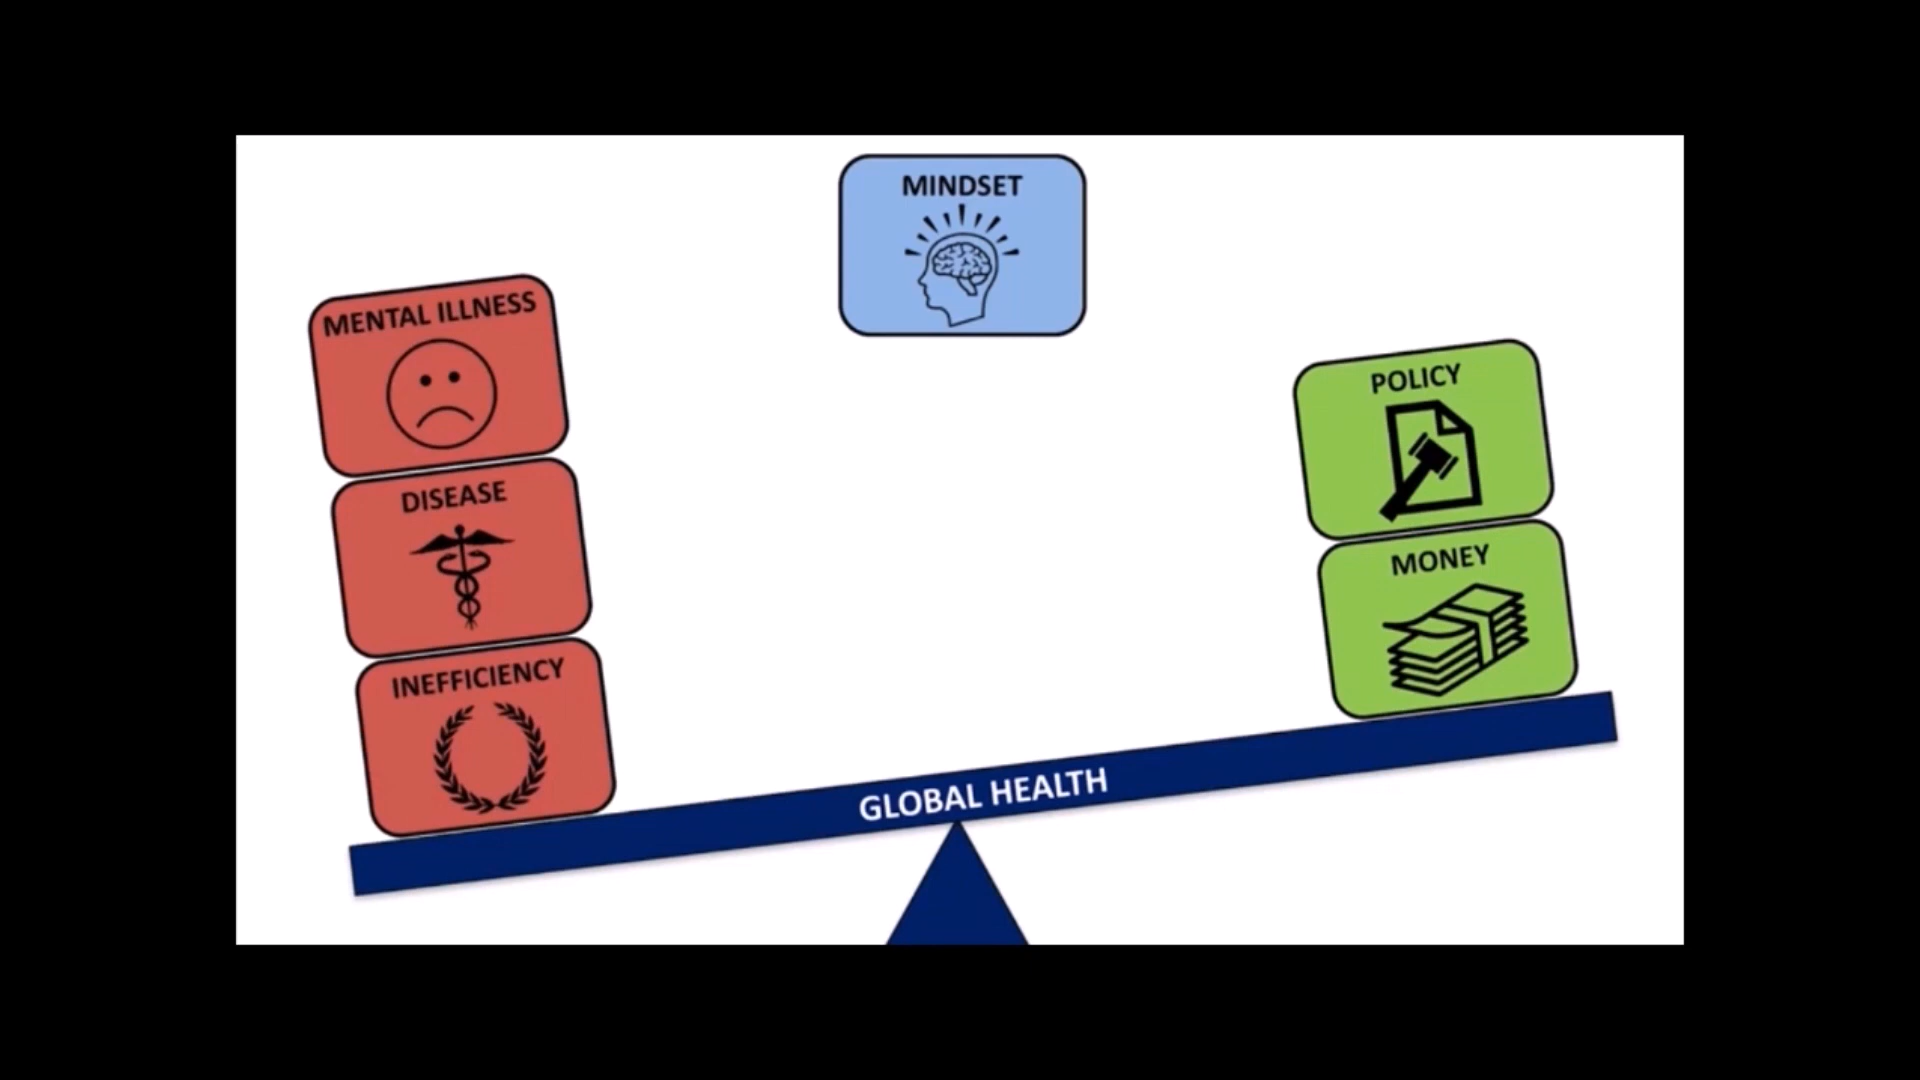 MINDSET
MENTAL ILLNESS
DISEASE
INEFFICIENCY
POLICY
MONEY
GLOBAL HEALTH